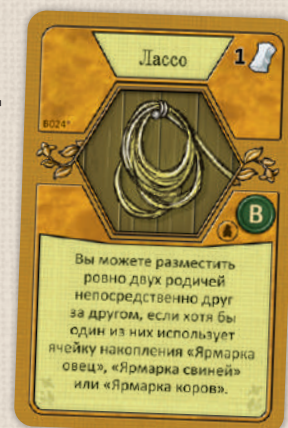 Лассо
1
B024*
B
Вы можете разместить
ровно двух родичей
непосредственно друг
за другом, если хотя бы
один из них использует
ячейку накопления «Ярмарка
овец», «Ярмарка свиней»
или «Ярмарка коров».